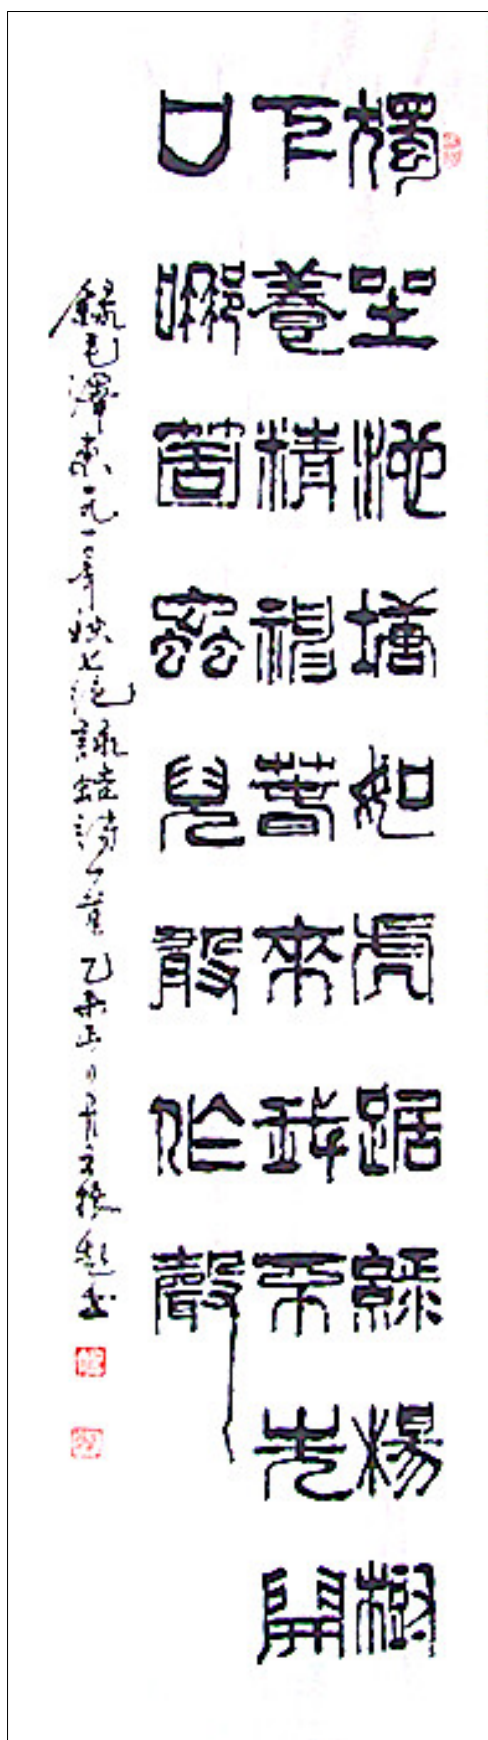 獨坐池塘如虎踞綠楊樹
下養精神春來我不先開
口哪箇蟲兒敢作聲
錄毛澤東一九一〇年秋七絕詠蛙詩一首乙未